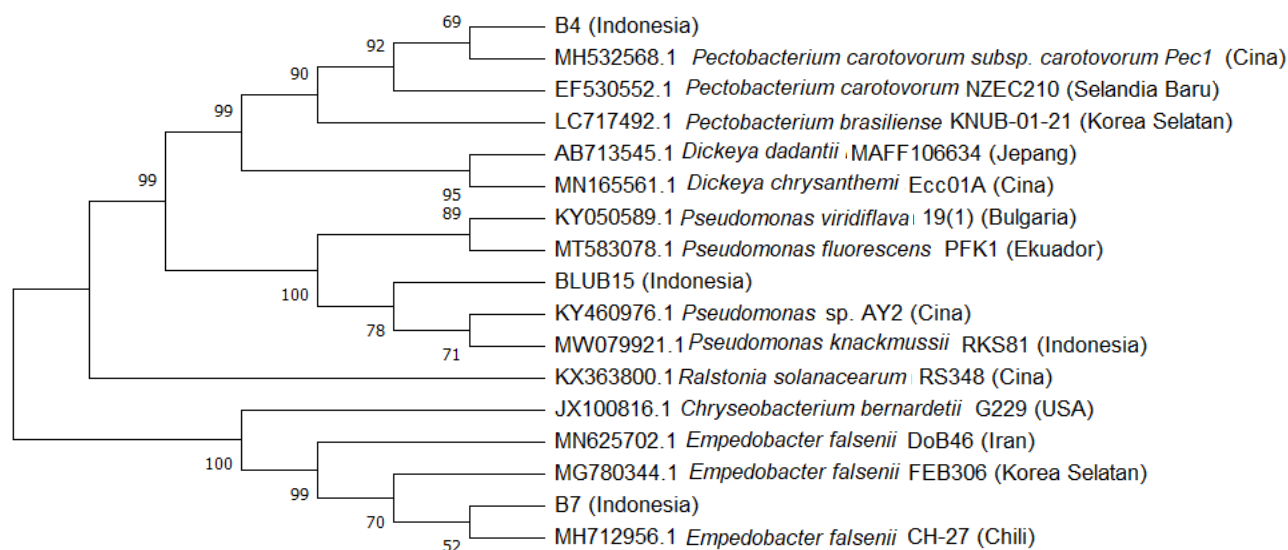 69
B4 (Indonesia)
92
MH532568.1 Pectobacterium carotovorum subsp. carotovorum Pec1 (Cina)
90
EF530552.1 Pectobacterium carotovorum NZEC210 (Selandia Baru)
99
LC717492.1 Pectobacterium brasiliense KNUB-01-21 (Korea Selatan)
AB713545.1 Dickeya dadantii MAFF106634 (Jepang)
99
95
MN165561.1 Dickeya chrysanthemi Ecc01A (Cina)
89
KY050589.1 Pseudomonas viridiflava 19(1) (Bulgaria)
MT583078.1 Pseudomonas fluorescens PFK1 (Ekuador)
100
BLUB15 (Indonesia)
78
KY460976.1 Pseudomonas sp. AY2 (Cina)
71
MW079921.1 Pseudomonas knackmussii RKS81 (Indonesia)
KX363800.1 Ralstonia solanacearum RS348 (Cina)
JX100816.1 Chryseobacterium bernardetii G229 (USA)
100
MN625702.1 Empedobacter falsenii DoB46 (Iran)
99
MG780344.1 Empedobacter falsenii FEB306 (Korea Selatan)
70
B7 (Indonesia)
52
MH712956.1 Empedobacter falsenii CH-27 (Chili)